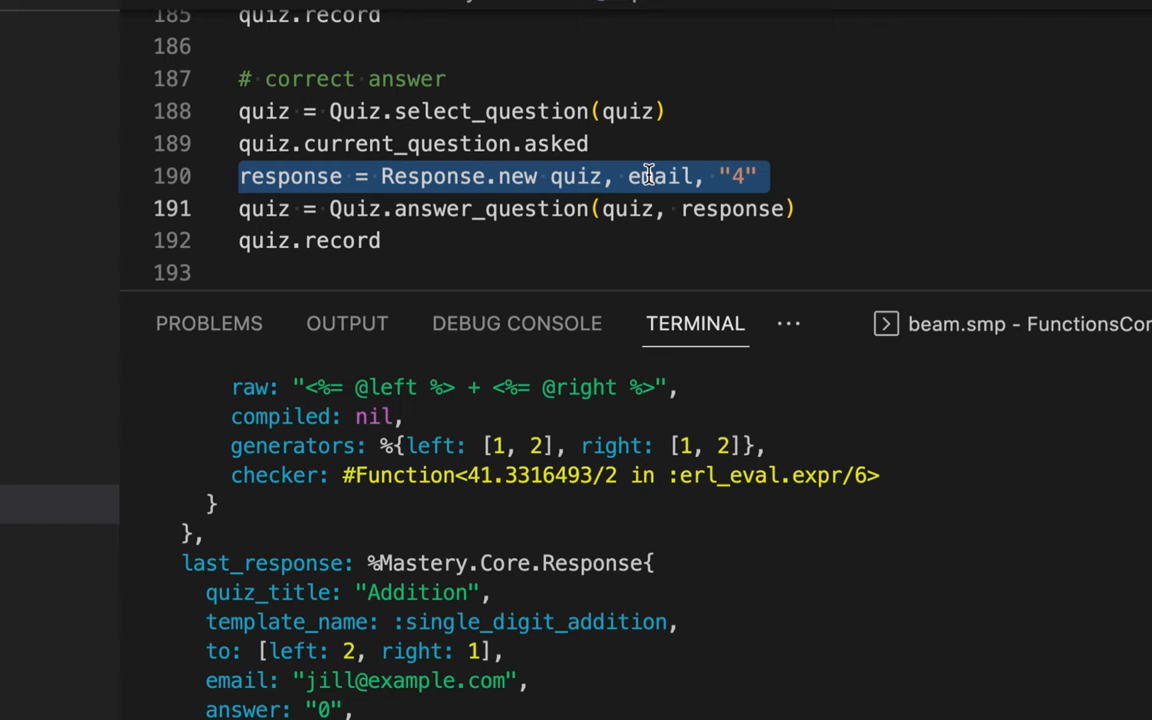 185 quiz.record
186
187 # correct answer
188 quiz = Quiz.select_question(quiz)
189 quiz.current_question.asked
190 response = Response.new quiz, email, "4"
191 quiz = Quiz.answer_question(quiz, response)
192 quiz.record
193
PROBLEMS OUTPUT DEBUG CONSOLE TERMINAL ··· beam.smp - FunctionsCor
raw: "<%= @left %> + <%= @right %>",
compiled: nil,
generators: %{left: [1, 2], right: [1, 2]},
checker: #Function<41.3316493/2 in :erl_eval.expr/6>
}
},
last_response: %Mastery.Core.Response{
quiz_title: "Addition",
template_name: :single_digit_addition,
to: [left: 2, right: 1],
email: "jill@example.com",
answer: "0",